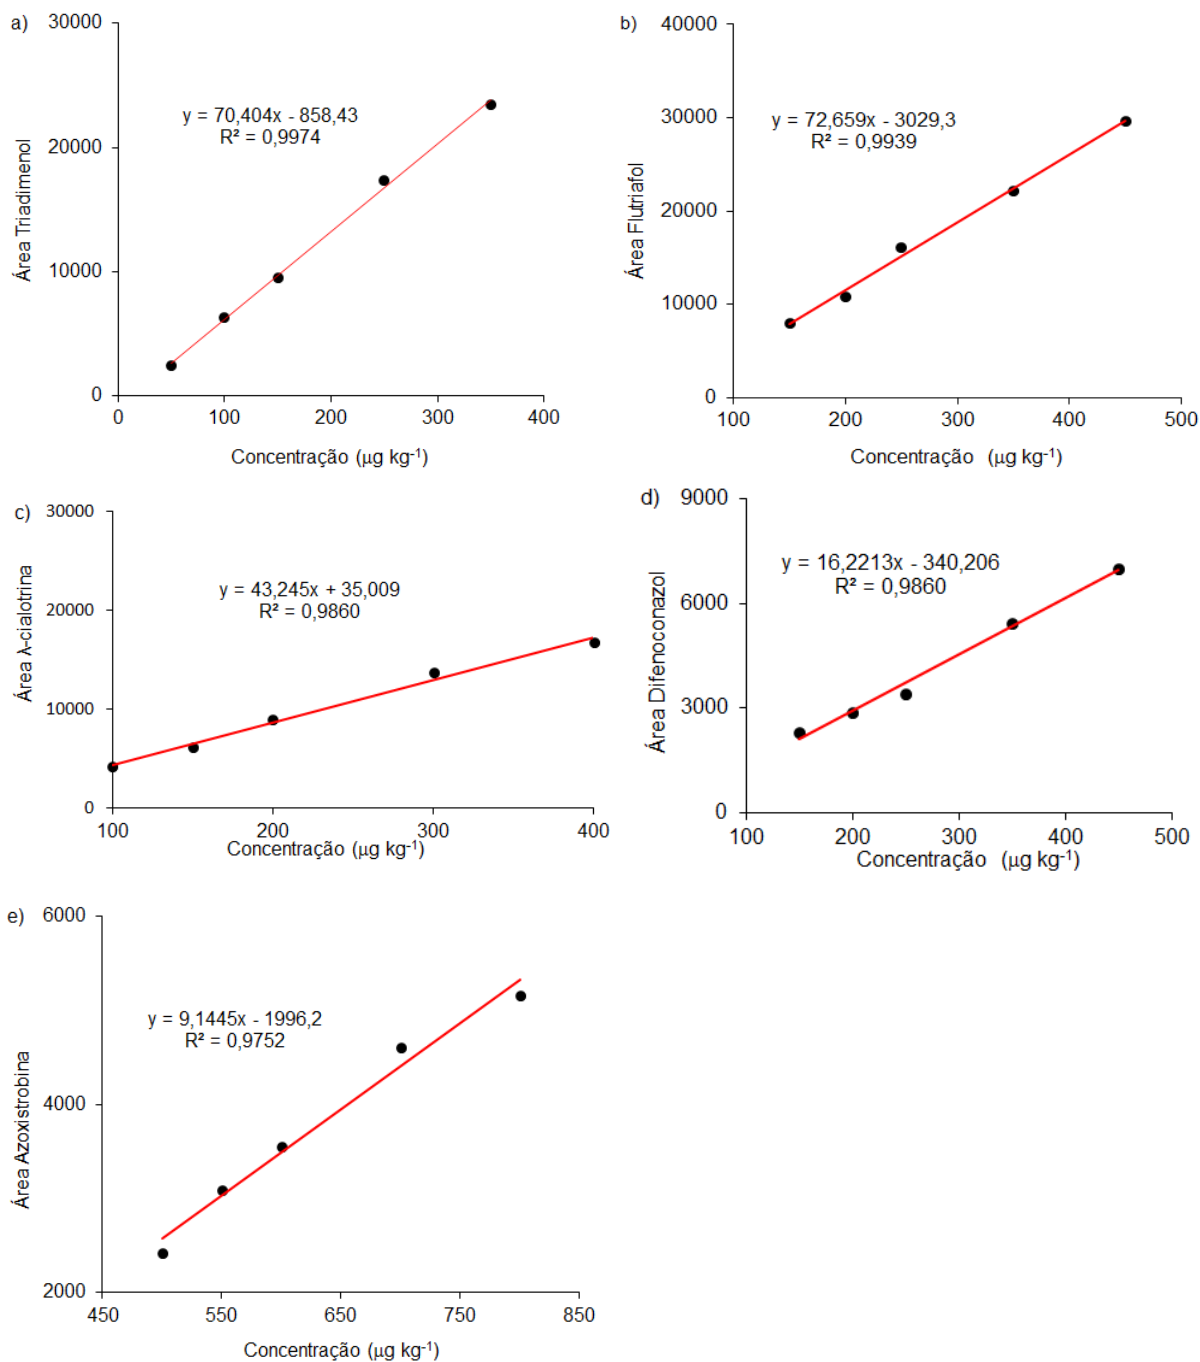 a)
30000
20000
10000
0
y = 70,404x - 858,43
R² = 0,9974
Área Triadimenol
0 100 200 300 400
Concentração (µg kg⁻¹)
b)
40000
30000
20000
10000
0
y = 72,659x - 3029,3
R² = 0,9939
Área Flutriafol
100 200 300 400 500
Concentração (µg kg⁻¹)
c)
30000
20000
10000
0
y = 43,245x + 35,009
R² = 0,9860
Área λ-cialotrina
100 200 300 400
Concentração (µg kg⁻¹)
d)
9000
6000
3000
0
y = 16,2213x - 340,206
R² = 0,9860
Área Difenoconazol
100 200 300 400 500
Concentração (µg kg⁻¹)
e)
6000
4000
2000
y = 9,1445x - 1996,2
R² = 0,9752
Área Azoxistrobina
450 550 650 750 850
Concentração (µg kg⁻¹)